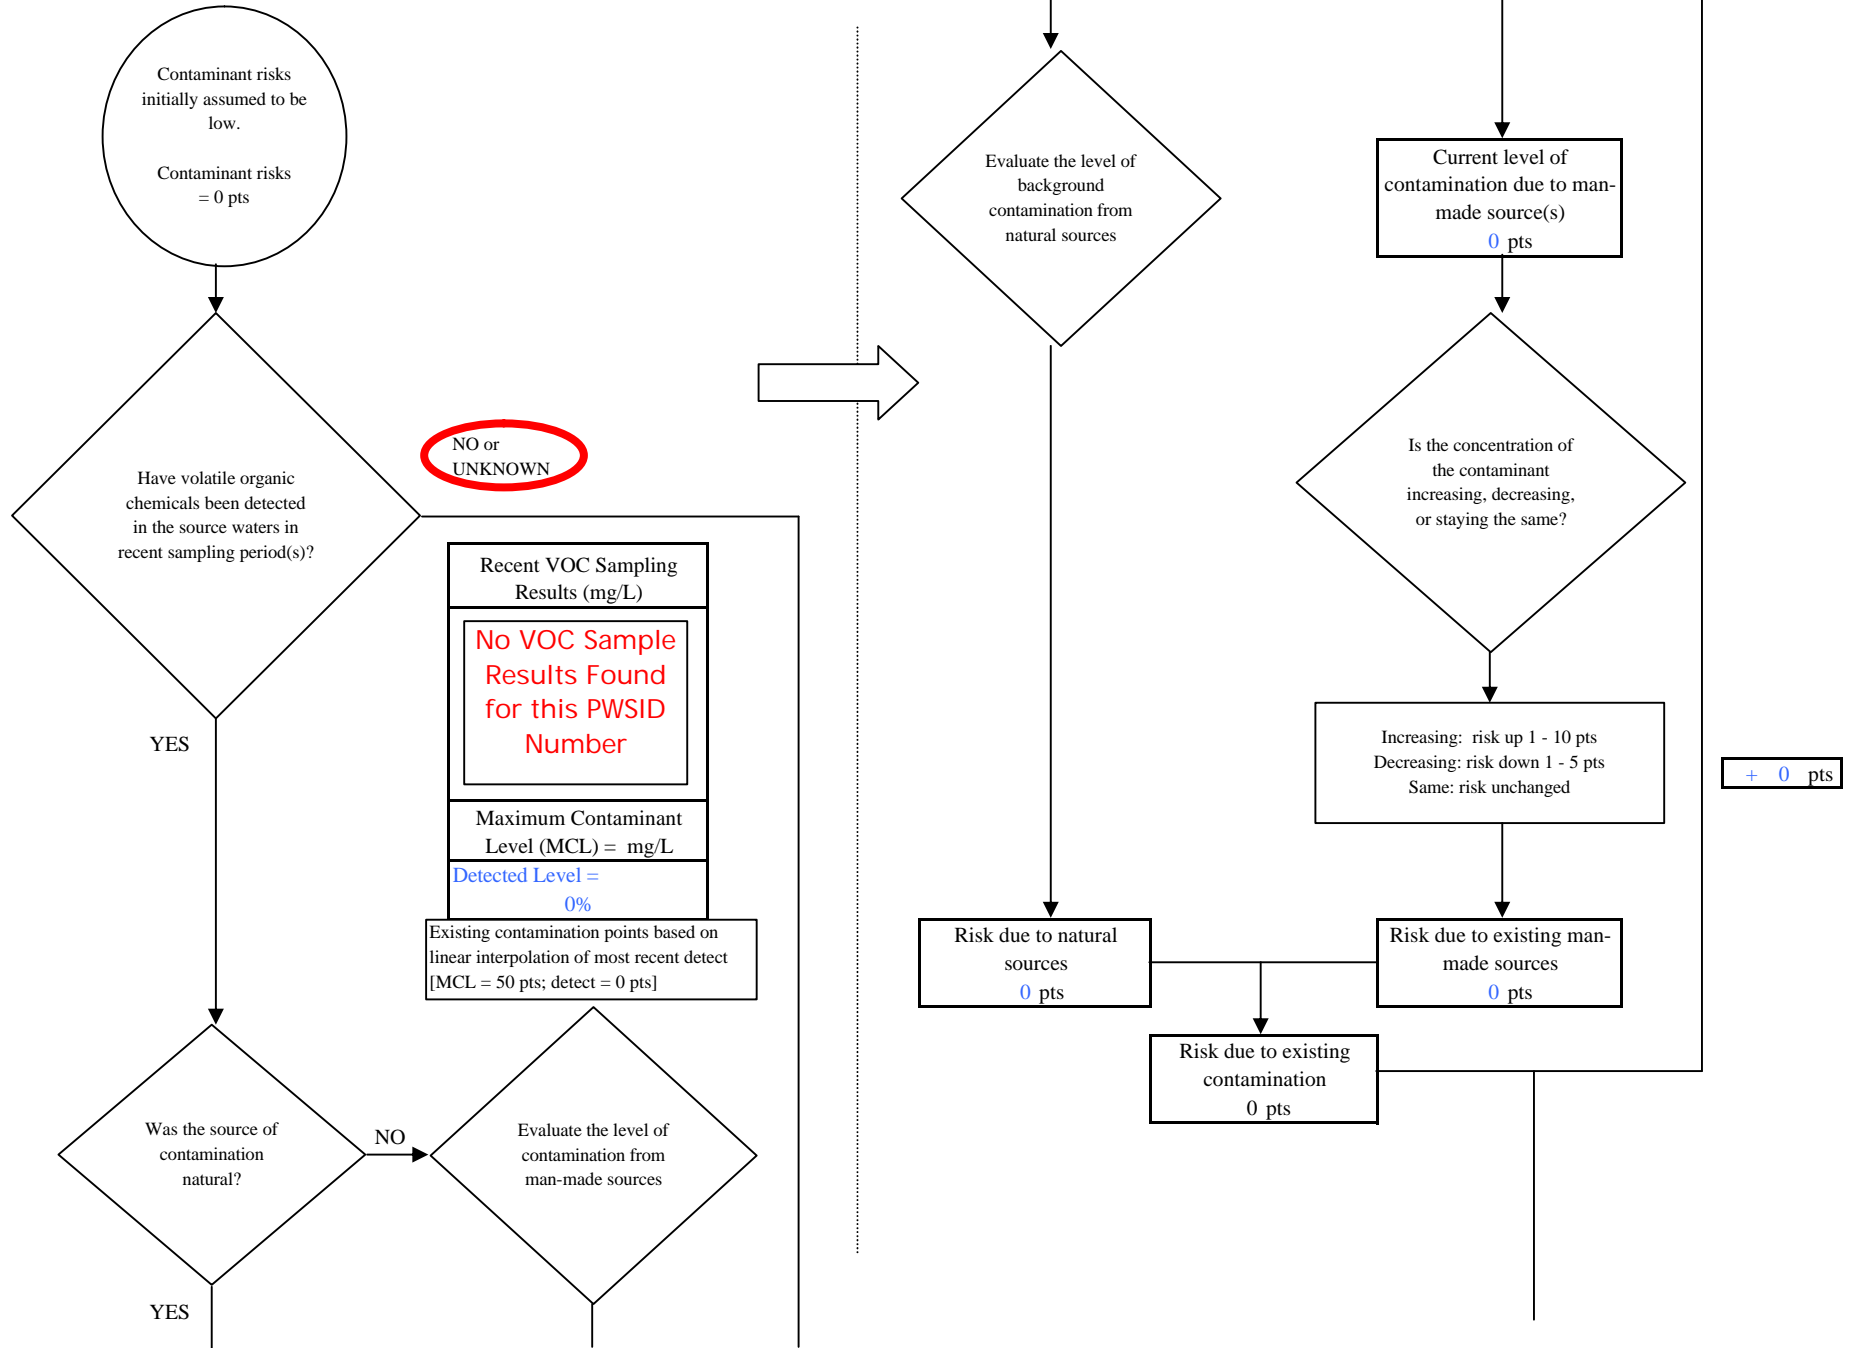 Contaminant risks
initially assumed to be
low.
Contaminant risks
= 0 pts
Have volatile organic
chemicals been detected
in the source waters in
recent sampling period(s)?
NO or
UNKNOWN
YES
Recent VOC Sampling
Results (mg/L)
No VOC Sample
Results Found
for this PWSID
Number
Maximum Contaminant
Level (MCL) = mg/L
Detected Level =
0%
Existing contamination points based on
linear interpolation of most recent detect
[MCL = 50 pts; detect = 0 pts]
Was the source of
contamination
natural?
NO
YES
Evaluate the level of
contamination from
man-made sources
Evaluate the level of
background
contamination from
natural sources
Current level of
contamination due to man-
made source(s)
0 pts
Is the concentration of
the contaminant
increasing, decreasing,
or staying the same?
Increasing: risk up 1 - 10 pts
Decreasing: risk down 1 - 5 pts
Same: risk unchanged
+ 0 pts
Risk due to natural
sources
0 pts
Risk due to existing man-
made sources
0 pts
Risk due to existing
contamination
0 pts